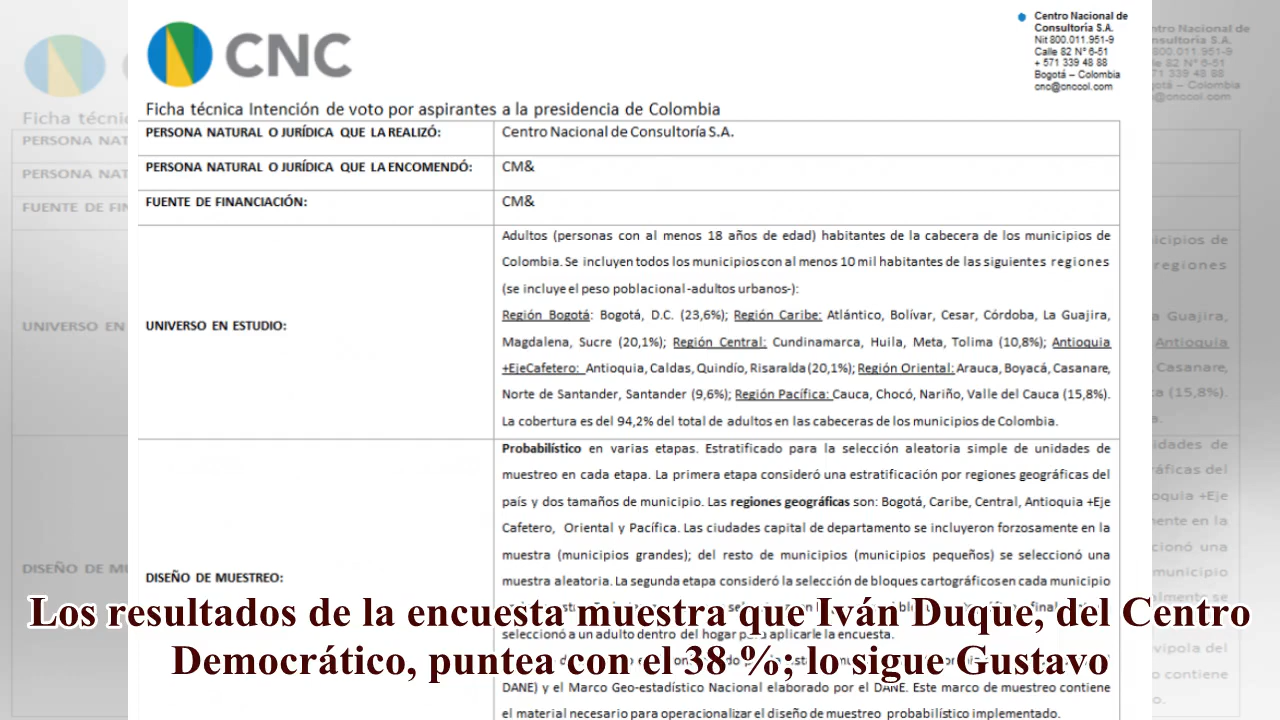 CNC
Centro Nacional de
Consultoría S.A.
Nit 800.011.951-9
Calle 82 N° 6-51
+ 571 339 48 88
Bogotá – Colombia
cnc@cnccol.com
Ficha técnica Intención de voto por aspirantes a la presidencia de Colombia
PERSONA NATURAL O JURÍDICA QUE LA REALIZÓ: Centro Nacional de Consultoría S.A.
PERSONA NATURAL O JURÍDICA QUE LA ENCOMENDÓ: CM&
FUENTE DE FINANCIACIÓN: CM&
UNIVERSO EN ESTUDIO:
Adultos (personas con al menos 18 años de edad) habitantes de la cabecera de los municipios de
Colombia. Se incluyen todos los municipios con al menos 10 mil habitantes de las siguientes regiones
(se incluye el peso poblacional -adultos urbanos-):
Región Bogotá: Bogotá, D.C. (23,6%); Región Caribe: Atlántico, Bolívar, Cesar, Córdoba, La Guajira,
Magdalena, Sucre (20,1%); Región Central: Cundinamarca, Huila, Meta, Tolima (10,8%); Antioquia
+EjeCafetero: Antioquia, Caldas, Quindío, Risaralda (20,1%); Región Oriental: Arauca, Boyacá, Casanare,
Norte de Santander, Santander (9,6%); Región Pacífica: Cauca, Chocó, Nariño, Valle del Cauca (15,8%).
La cobertura es del 94,2% del total de adultos en las cabeceras de los municipios de Colombia.
DISEÑO DE MUESTREO:
Probabilístico en varias etapas. Estratificado para la selección aleatoria simple de unidades de
muestreo en cada etapa. La primera etapa consideró una estratificación por regiones geográficas del
país y dos tamaños de municipio. Las regiones geográficas son: Bogotá, Caribe, Central, Antioquia +Eje
Cafetero, Oriental y Pacífica. Las ciudades capital de departamento se incluyeron forzosamente en la
muestra (municipios grandes); del resto de municipios (municipios pequeños) se seleccionó una
muestra aleatoria. La segunda etapa consideró la selección de bloques cartográficos en cada municipio
seleccionó a un adulto dentro del hogar para aplicarle la encuesta.
DANE) y el Marco Geo-estadístico Nacional elaborado por el DANE. Este marco de muestreo contiene
el material necesario para operacionalizar el diseño de muestreo probabilístico implementado.
Los resultados de la encuesta muestra que Iván Duque, del Centro
Democrático, puntea con el 38 %; lo sigue Gustavo